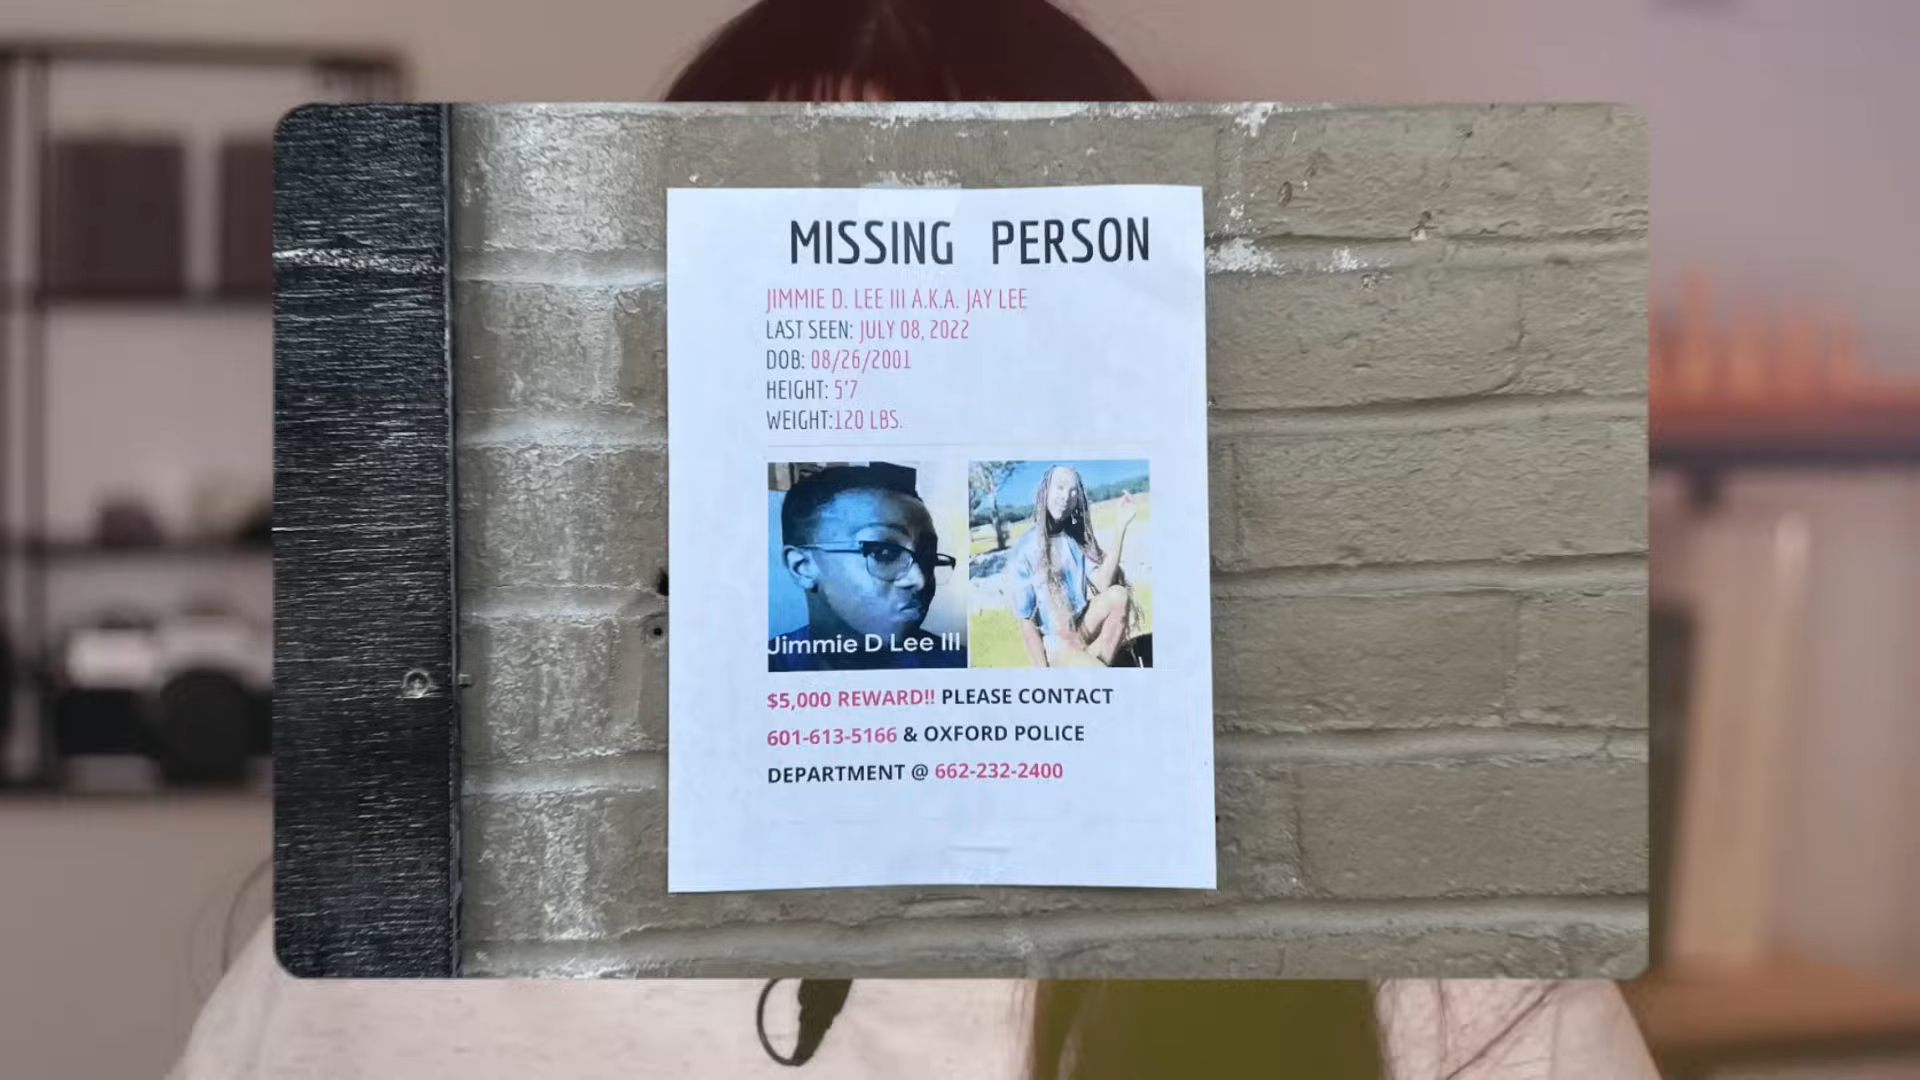 MISSING PERSON
JIMMIE D. LEE III A.K.A. JAY LEE
LAST SEEN: JULY 08, 2022
DOB: 08/26/2001
HEIGHT: 5'7
WEIGHT:120 LBS.
Jimmie D Lee III
$5,000 REWARD!! PLEASE CONTACT
601-613-5166 & OXFORD POLICE
DEPARTMENT @ 662-232-2400